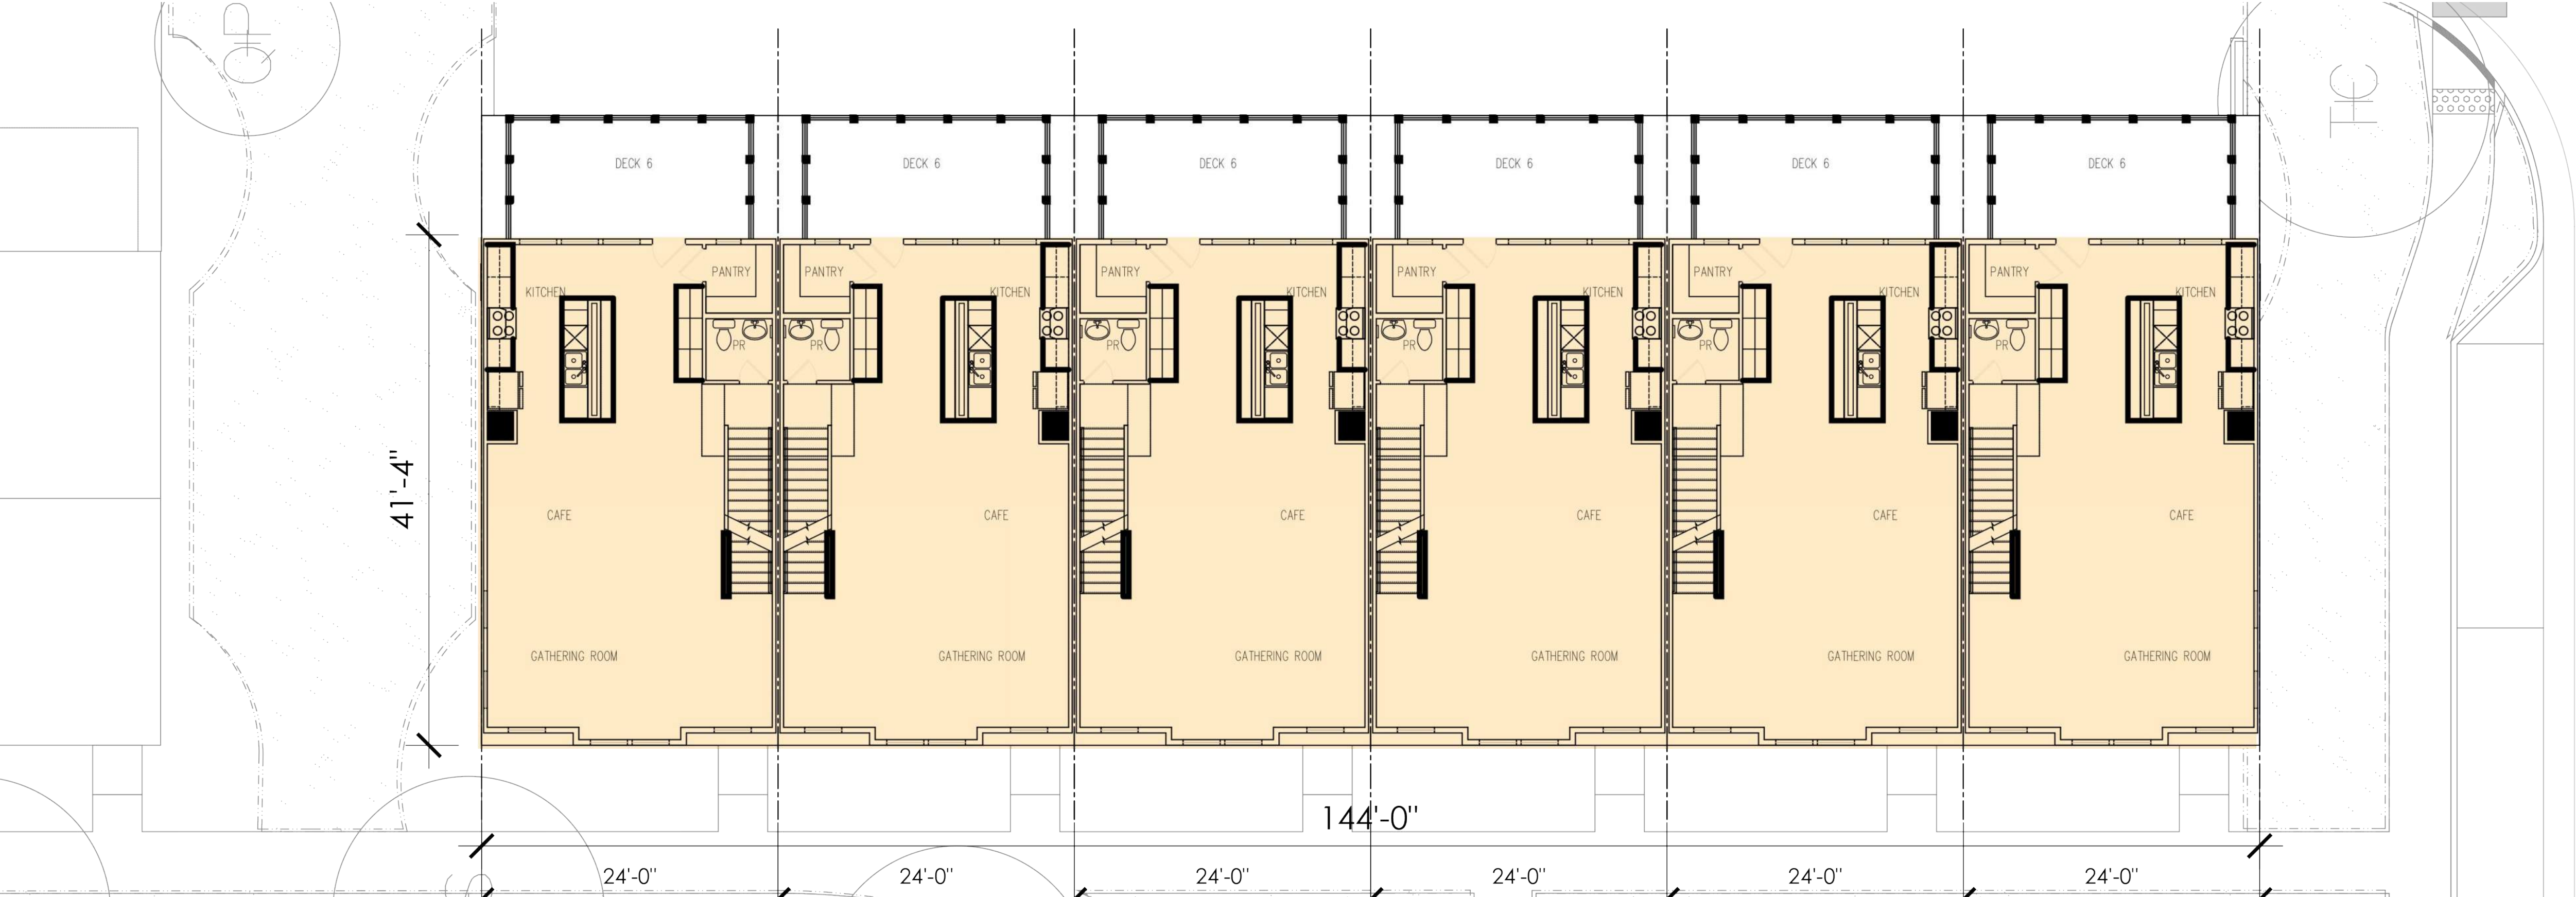 DECK 6
DECK 6
DECK 6
DECK 6
DECK 6
DECK 6
PANTRY
PANTRY
PANTRY
PANTRY
PANTRY
PANTRY
KITCHEN
KITCHEN
KITCHEN
KITCHEN
KITCHEN
KITCHEN
PR
PR
PR
PR
PR
PR
41'-4"
CAFE
CAFE
CAFE
CAFE
CAFE
CAFE
GATHERING ROOM
GATHERING ROOM
GATHERING ROOM
GATHERING ROOM
GATHERING ROOM
GATHERING ROOM
144'-0"
24'-0"
24'-0"
24'-0"
24'-0"
24'-0"
24'-0"